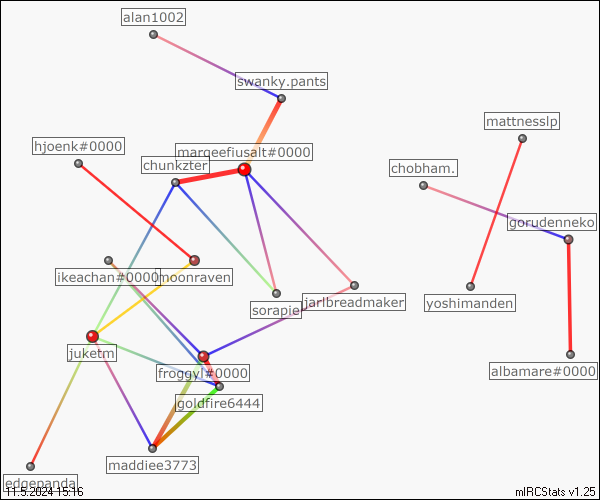 alan1002
swanky.pants
mattnesslp
hjoenk#0000
marqeefiusalt#0000
chunkzter
chobham.
gorudenneko
ikeachan#0000
moonraven
sorapie
jarlbreadmaker
yoshimanden
juketm
froggyl#0000
albamare#0000
goldfire6444
maddiee3773
edgepanda
11.5.2024 15:16
mIRCStats v1.25